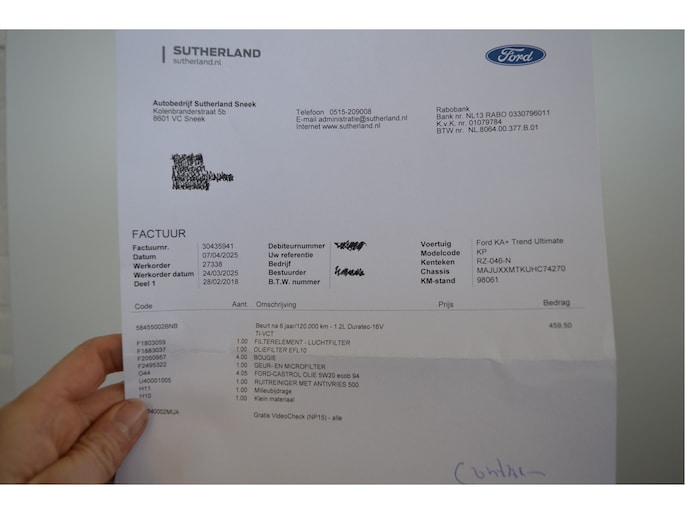 SUTHERLAND
sutherland.nl
Ford
Autobedrijf Sutherland Sneek
Kolenbranderstraat 5b
8601 VC Sneek
Telefoon 0515-209008
E-mail administratie@sutherland.nl
Internet www.sutherland.nl
Rabobank
Bank nr. NL13 RABO 0330796011
K.v.K. nr. 01079784
BTW nr. NL.8064.00.377.B.01
FACTUUR
Factuurnr. 30435941
Datum 07/04/2025
Werkorder 27338
Werkorder datum 24/03/2025
Deel 1 28/02/2018
Debiteurnummer
Uw referentie
Bedrijf
Bestuurder
B.T.W. nummer
Voertuig Ford KA+ Trend Ultimate
Modelcode KP
Kenteken RZ-046-N
Chassis MAJUXXMTKUHC74270
KM-stand 98061
Code Aant. Omschrijving Prijs Bedrag
58455002BNB Beurt na 6 jaar/120.000 km - 1.2L Duratec-16V 459,50
Ti-VCT
F1803059 1.00 FILTERELEMENT - LUCHTFILTER
F1883037 1.00 OLIEFILTER EFL10
F2050957 4.00 BOUGIE
F2495322 1.00 GEUR- EN MICROFILTER
O44 4.05 FORD-CASTROL OLIE 5W20 ecob 94
U40001005 1.00 RUITREINIGER MET ANTIVRIES 500
H11 1.00 Milieubijdrage
H10 1.00 Klein materiaal
940002MIJA Gratis VideoCheck (NP15) - alle